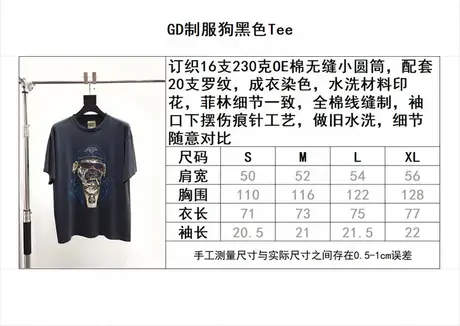 GD制服狗黑色Tee
订织16支230克OE棉无缝小圆筒，配套
20支罗纹，成衣染色，水洗材料印
花，菲林细节一致，全棉线缝制，袖
口下摆伤痕针工艺，做旧水洗，细节
随意对比
尺码 S M L XL
肩宽 50 52 54 56
胸围 110 116 122 128
衣长 71 73 75 77
袖长 20.5 21 21.5 22
手工测量尺寸与实际尺寸之间存在0.5-1cm误差